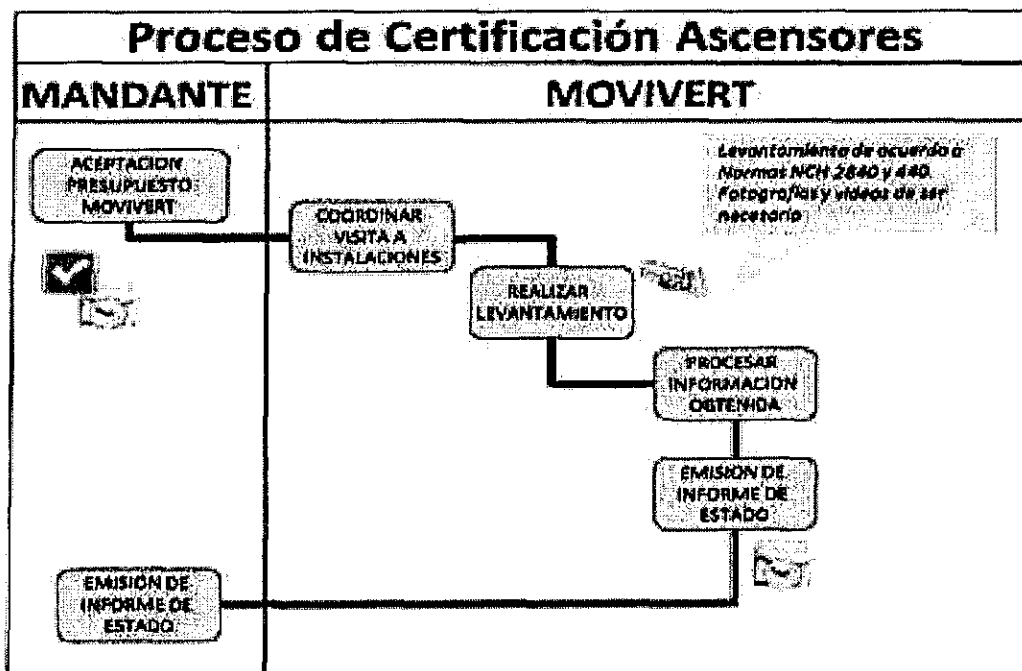 Proceso de Certificación Ascensores
MANDANTE
MOVIVERT
ACEPTACION
PRESUPUESTO
MOVIVERT
Levantamiento de acuerdo a
Normas NCH 2840 y 440.
Fotografías y videos de ser
necesario
COORDINAR
VISITA A
INSTALACIONES
REALIZAR
LEVANTAMIENTO
PROCESAR
INFORMACION
OBTENIDA
EMISION DE
INFORME DE
ESTADO
EMISIÓN DE
INFORME DE
ESTADO